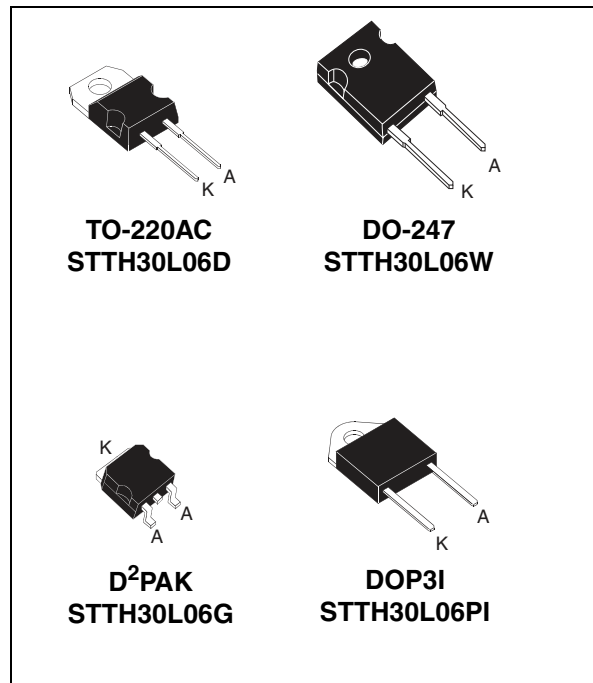 K
A
TO-220AC
STTH30L06D
K
A
DO-247
STTH30L06W
K
A
A
D²PAK
STTH30L06G
K
A
DOP3I
STTH30L06PI